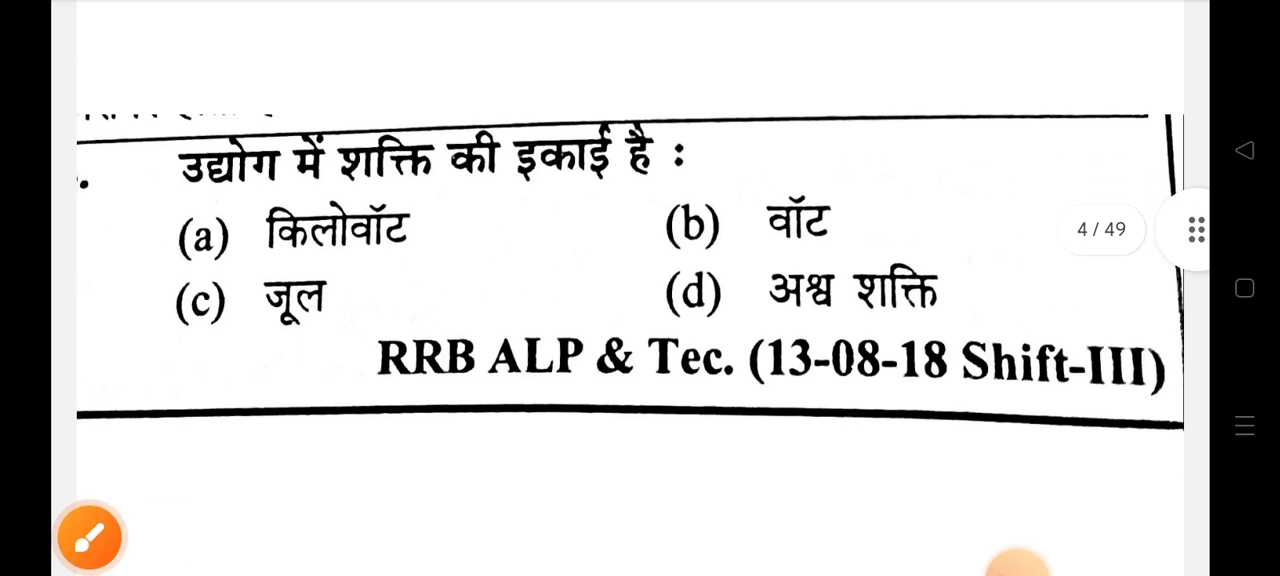 उद्योग में शक्ति की इकाई है :
(a) किलोवॉट (b) वॉट
4 / 49
(c) जूल (d) अश्व शक्ति
RRB ALP & Tec. (13-08-18 Shift-III)